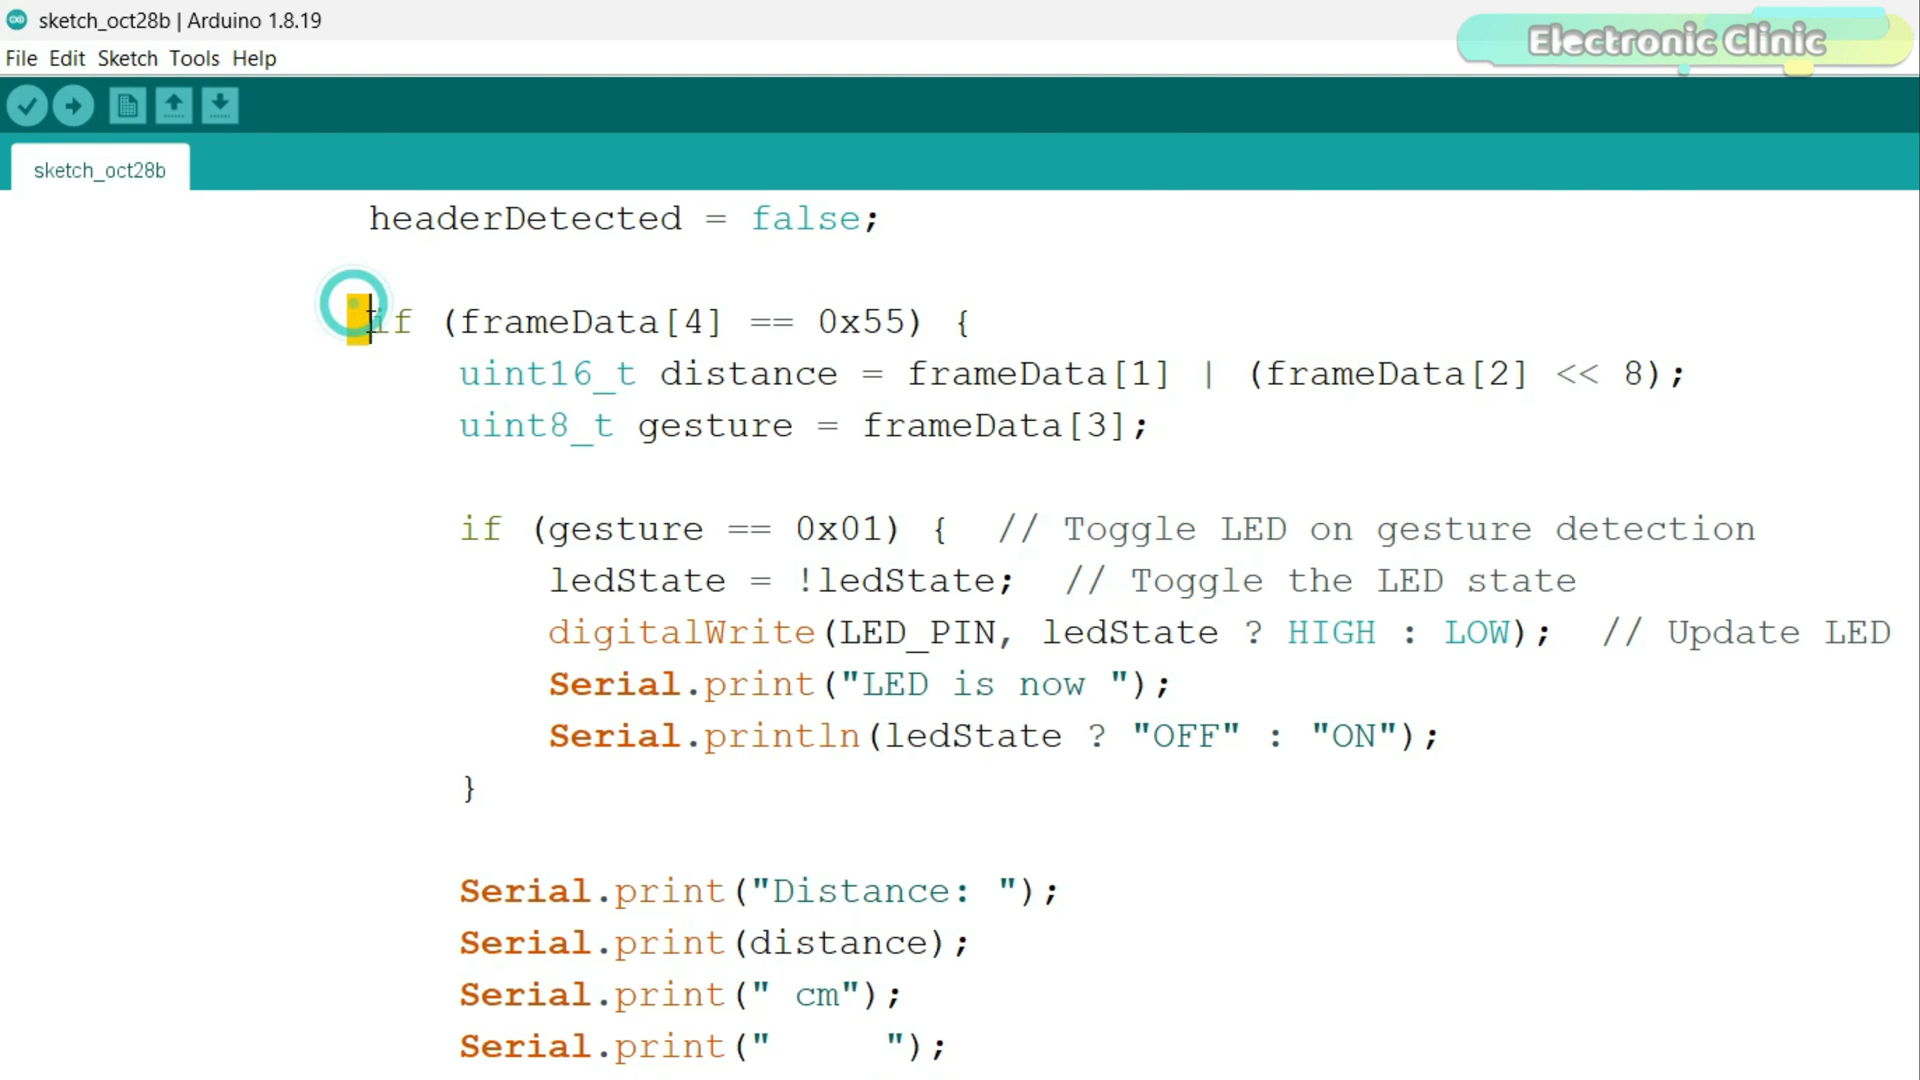 sketch_oct28b | Arduino 1.8.19
Electronic Clinic
File Edit Sketch Tools Help
sketch_oct28b
headerDetected = false;
if (frameData[4] == 0x55) {
uint16_t distance = frameData[1] | (frameData[2] << 8);
uint8_t gesture = frameData[3];
if (gesture == 0x01) { // Toggle LED on gesture detection
ledState = !ledState; // Toggle the LED state
digitalWrite(LED_PIN, ledState ? HIGH : LOW); // Update LED
Serial.print("LED is now ");
Serial.println(ledState ? "OFF" : "ON");
}
Serial.print("Distance: ");
Serial.print(distance);
Serial.print(" cm");
Serial.print("     ");